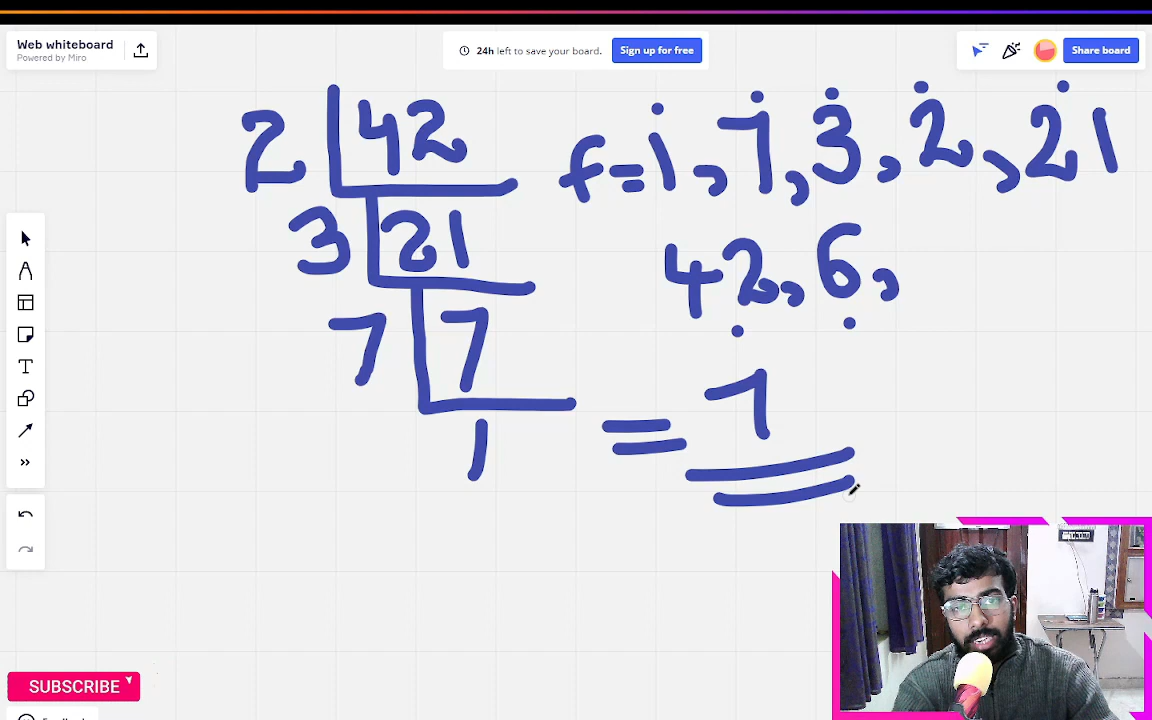 Web whiteboard
Powered by Miro
24h left to save your board.
Sign up for free
Share board
2 | 42
3 | 21
7 | 7
1
f = 1, 7, 3, 2, 21
42, 6,
= 7
T
SUBSCRIBE